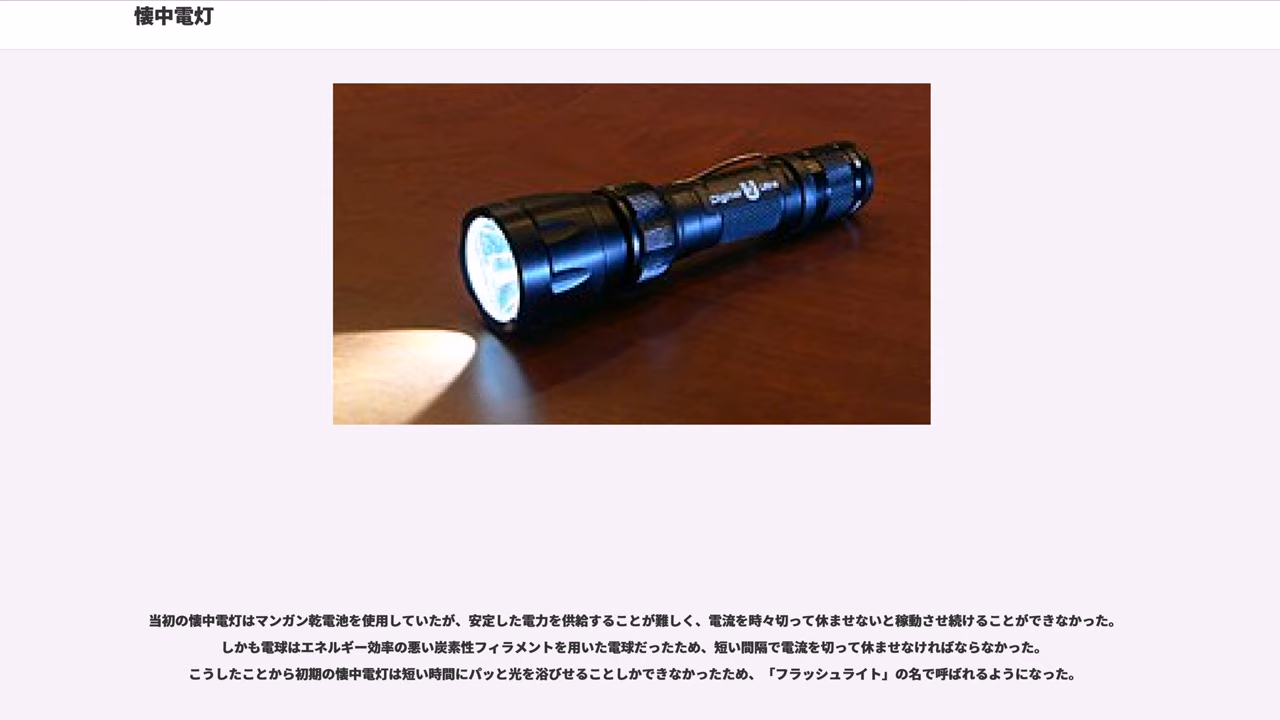 懐中電灯
Digital U Lite
当初の懐中電灯はマンガン乾電池を使用していたが、安定した電力を供給することが難しく、電流を時々切って休ませないと稼動させ続けることができなかった。
しかも電球はエネルギー効率の悪い炭素性フィラメントを用いた電球だったため、短い間隔で電流を切って休ませなければならなかった。
こうしたことから初期の懐中電灯は短い時間にパッと光を浴びせることしかできなかったため、「フラッシュライト」の名で呼ばれるようになった。